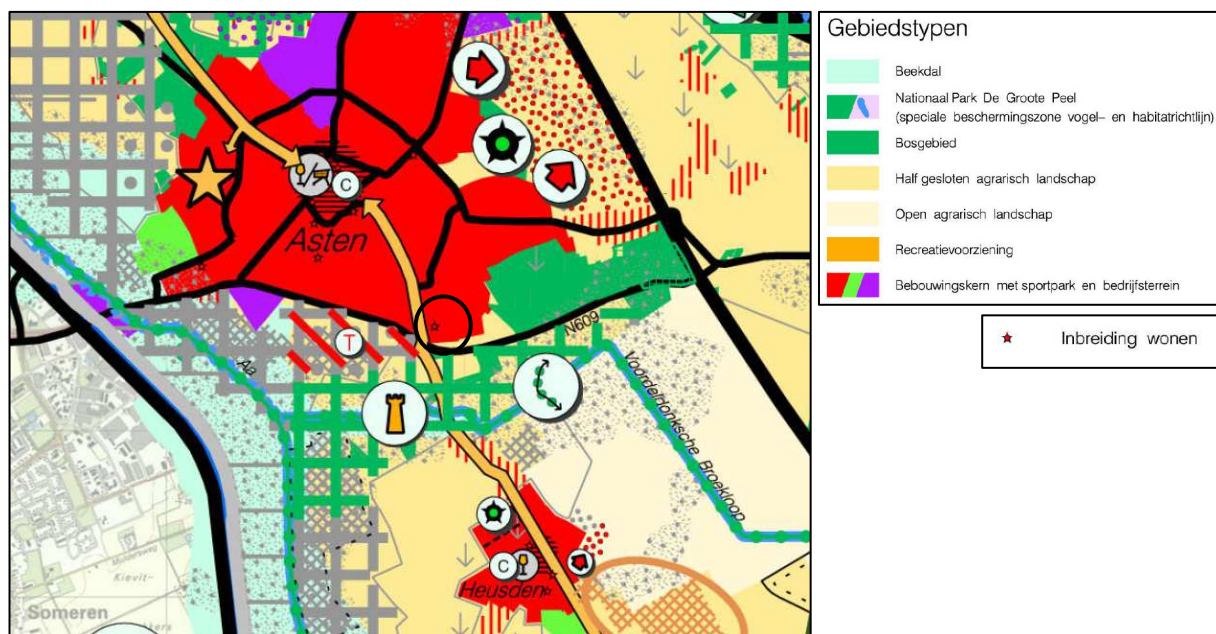 Asten
C
T
N609
Aa
Voordeldonksche Broekloop
C
Heusden
Kievit-
Someren
Gebiedstypen
Beekdal
Nationaal Park De Groote Peel
(speciale beschermingszone vogel- en habitatrichtlijn)
Bosgebied
Half gesloten agrarisch landschap
Open agrarisch landschap
Recreatievoorziening
Bebouwingskern met sportpark en bedrijfsterrein
Inbreiding wonen